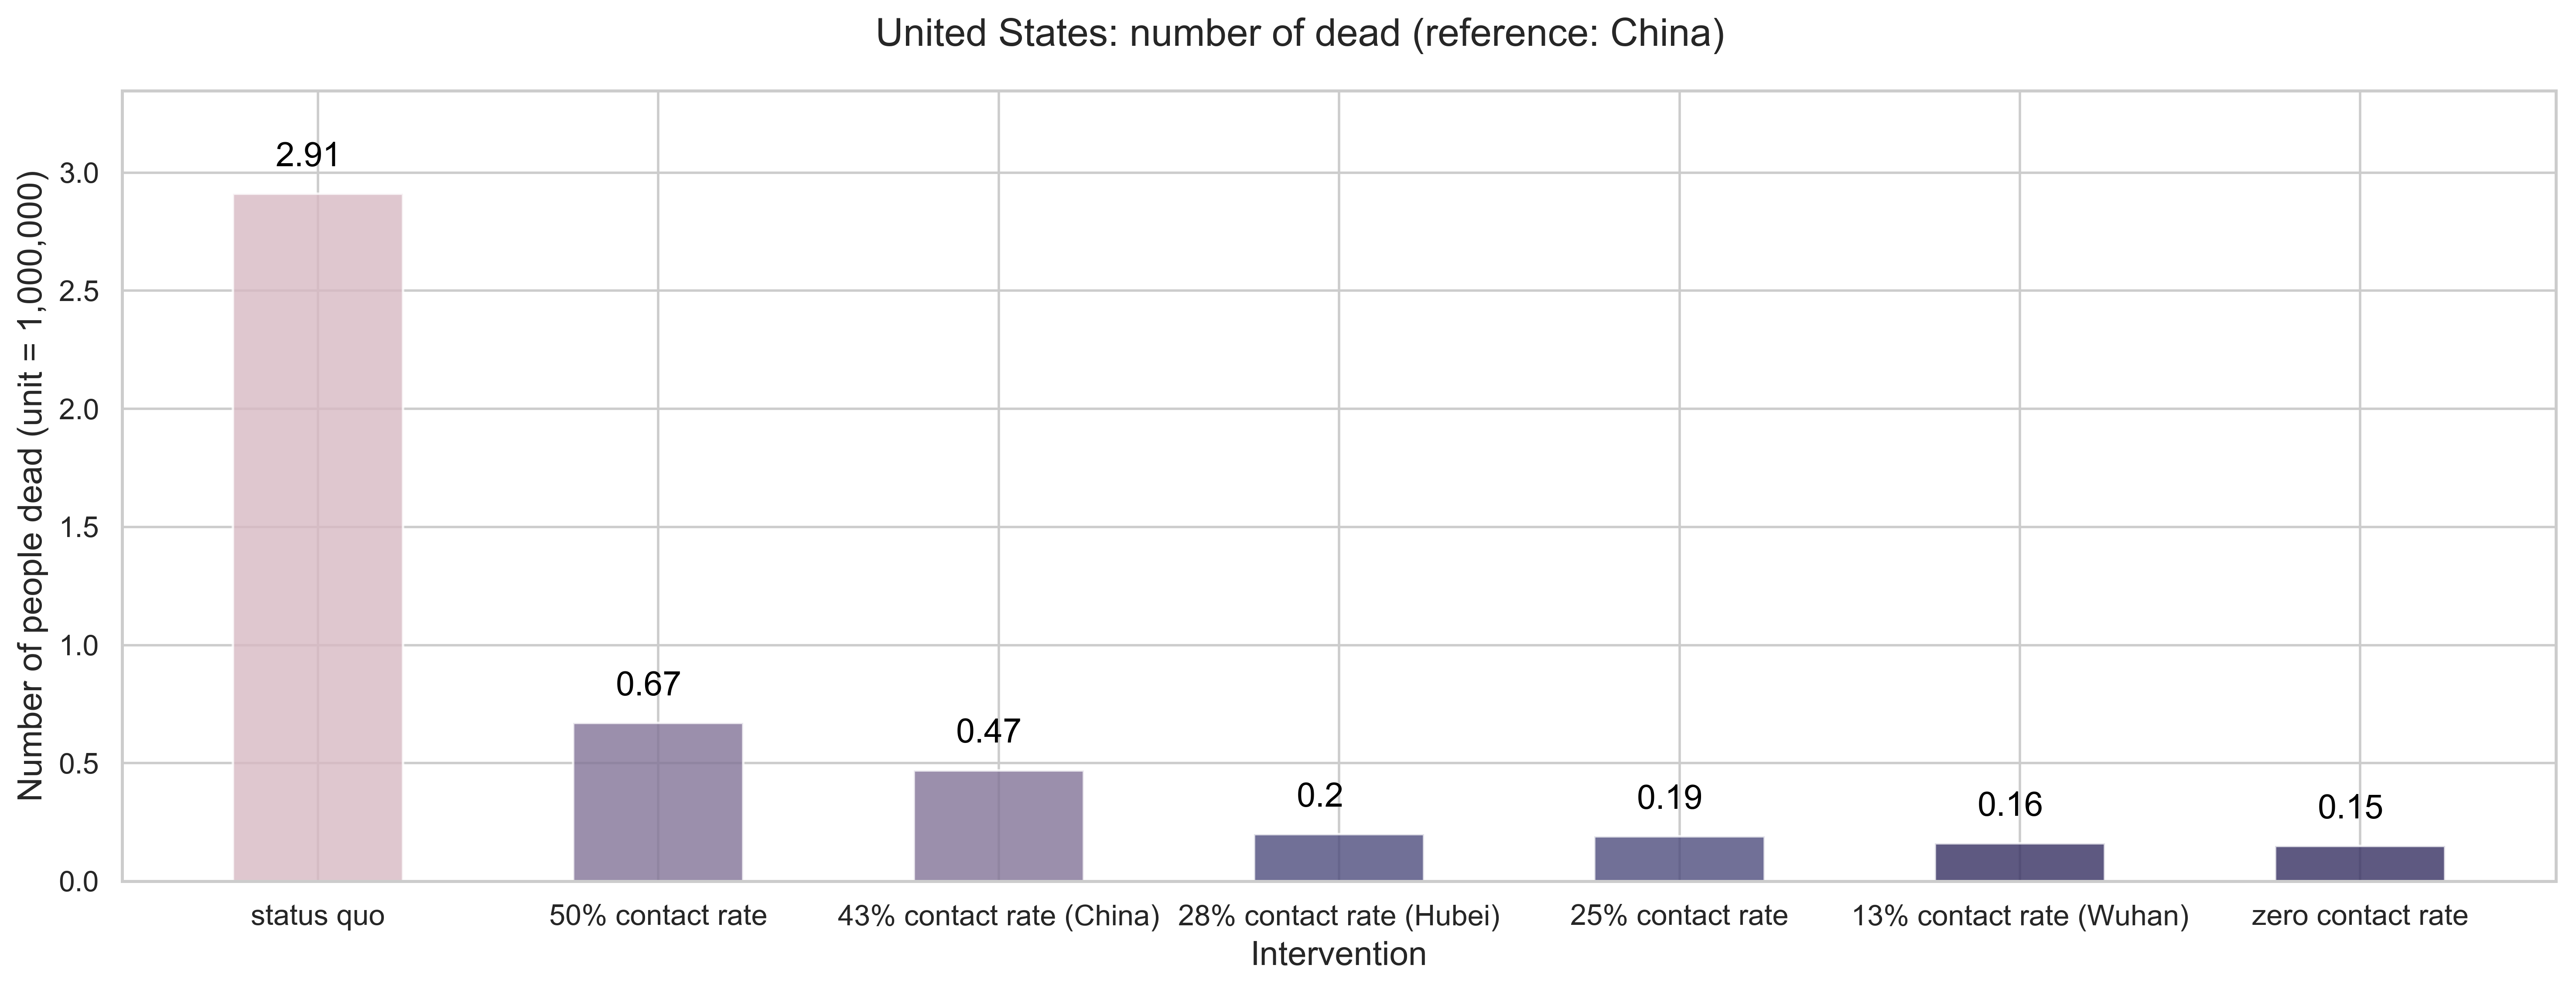 United States: number of dead (reference: China)
Number of people dead (unit = 1,000,000)
3.0
2.5
2.0
1.5
1.0
0.5
0.0
2.91
0.67
0.47
0.2
0.19
0.16
0.15
status quo
50% contact rate
43% contact rate (China)
28% contact rate (Hubei)
25% contact rate
13% contact rate (Wuhan)
zero contact rate
Intervention